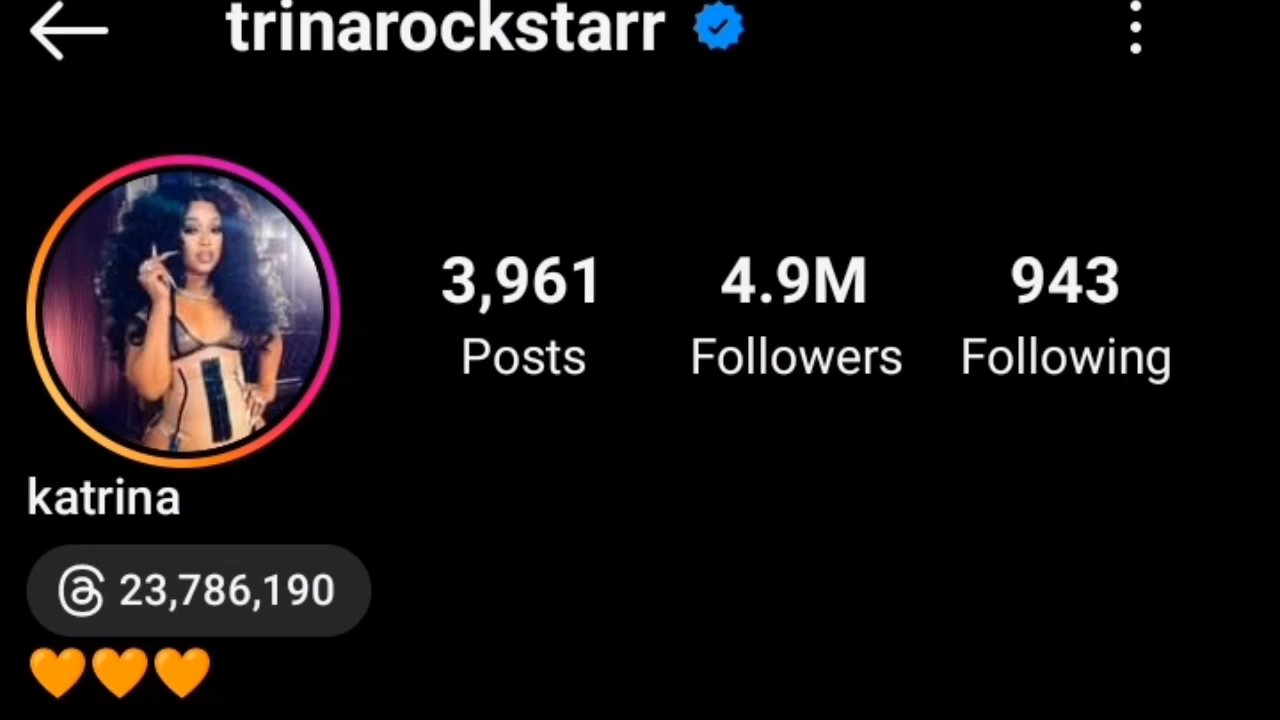 trinarockstarr
3,961 4.9M 943
Posts Followers Following
katrina
23,786,190
🧡🧡🧡